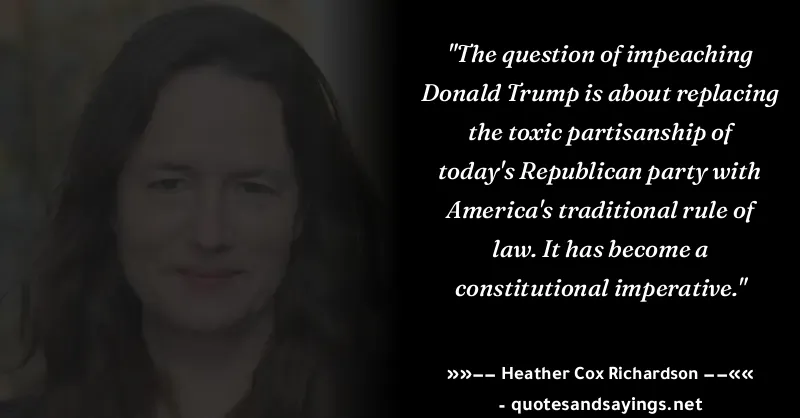 "The question of impeaching
Donald Trump is about replacing
the toxic partisanship of
today's Republican party with
America's traditional rule of
law. It has become a
constitutional imperative."
»»–– Heather Cox Richardson ––««
- quotesandsayings.net